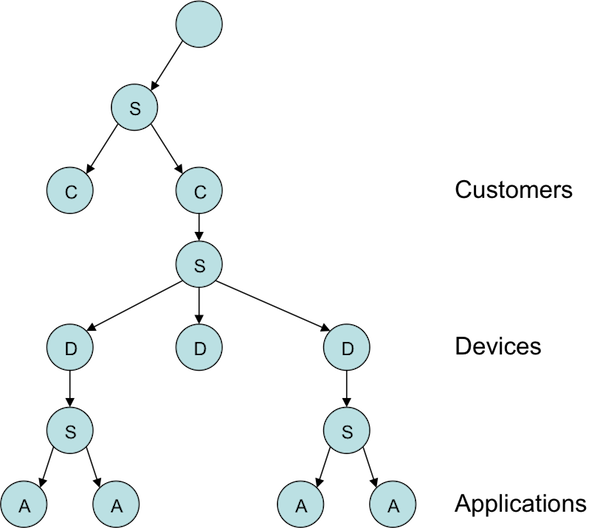 S
C C Customers
S
D D D Devices
S S
A A A A Applications